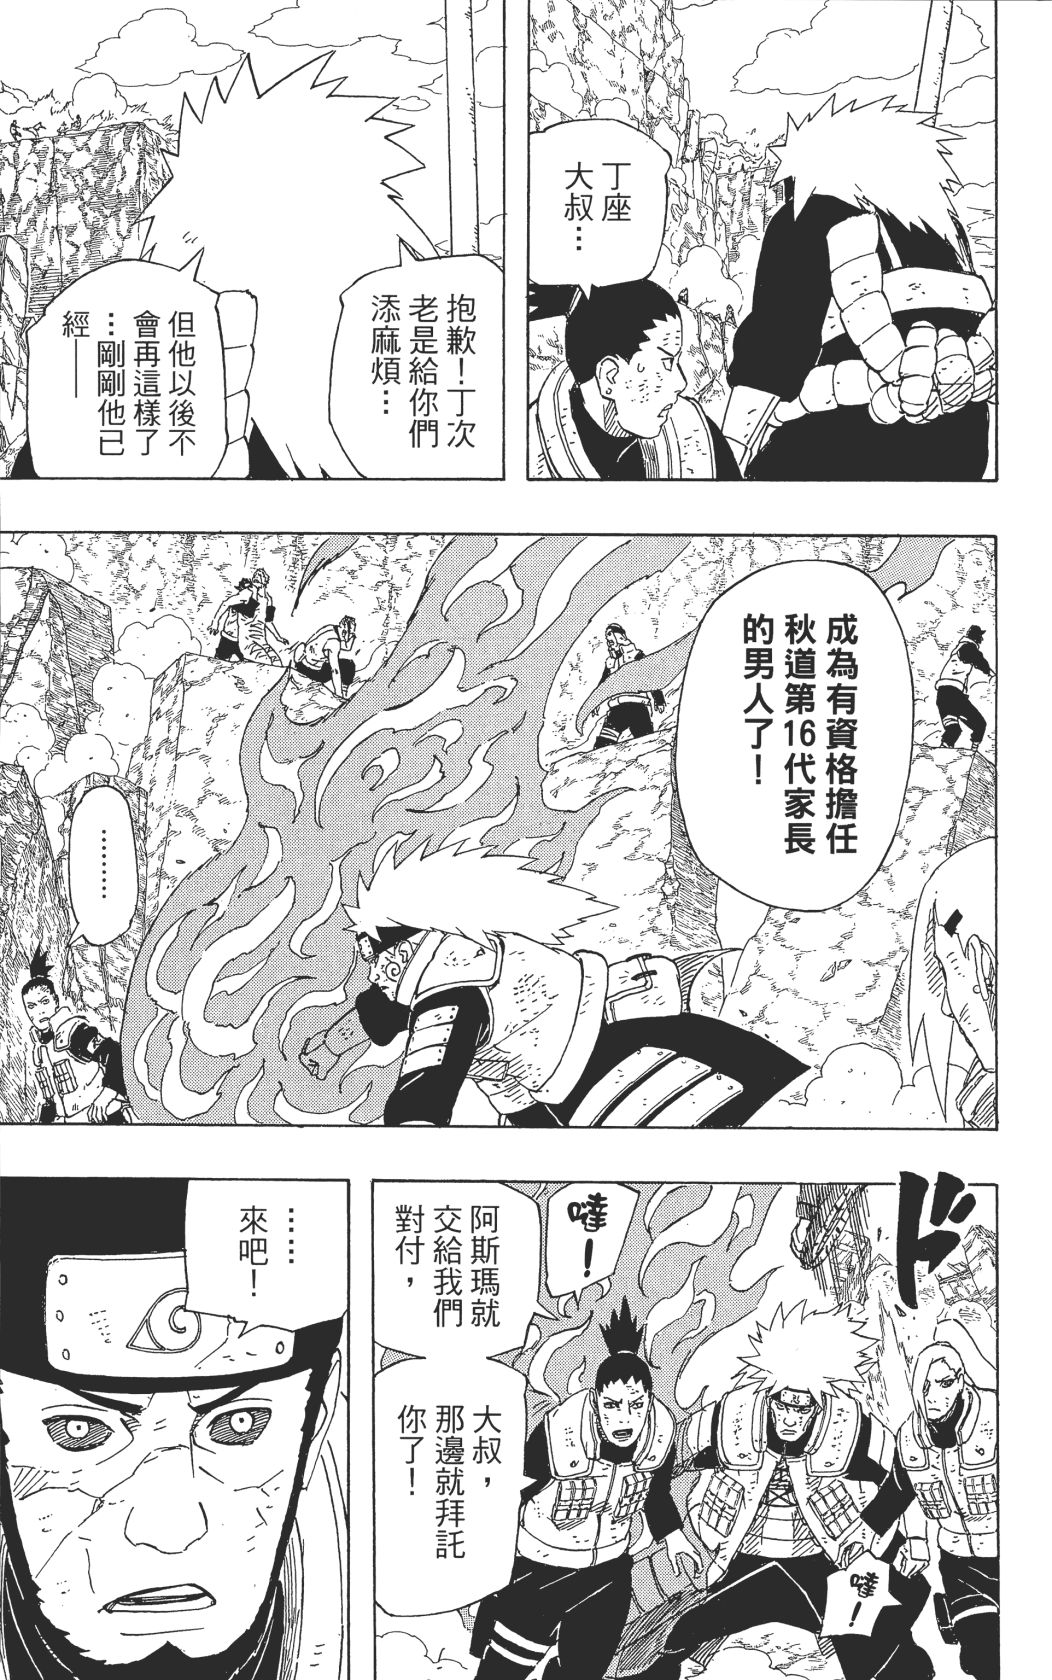 丁座
大叔…
抱歉！丁次
老是給你們
添麻煩…
但他以後不
會再這樣了
…剛剛他已
經──
成為有資格擔任
秋道第16代家長
的男人了！
………
ドン
噠！
阿斯瑪就
交給我們
對付，
大叔，
那邊就拜託
你了！
噠！
……
來吧！